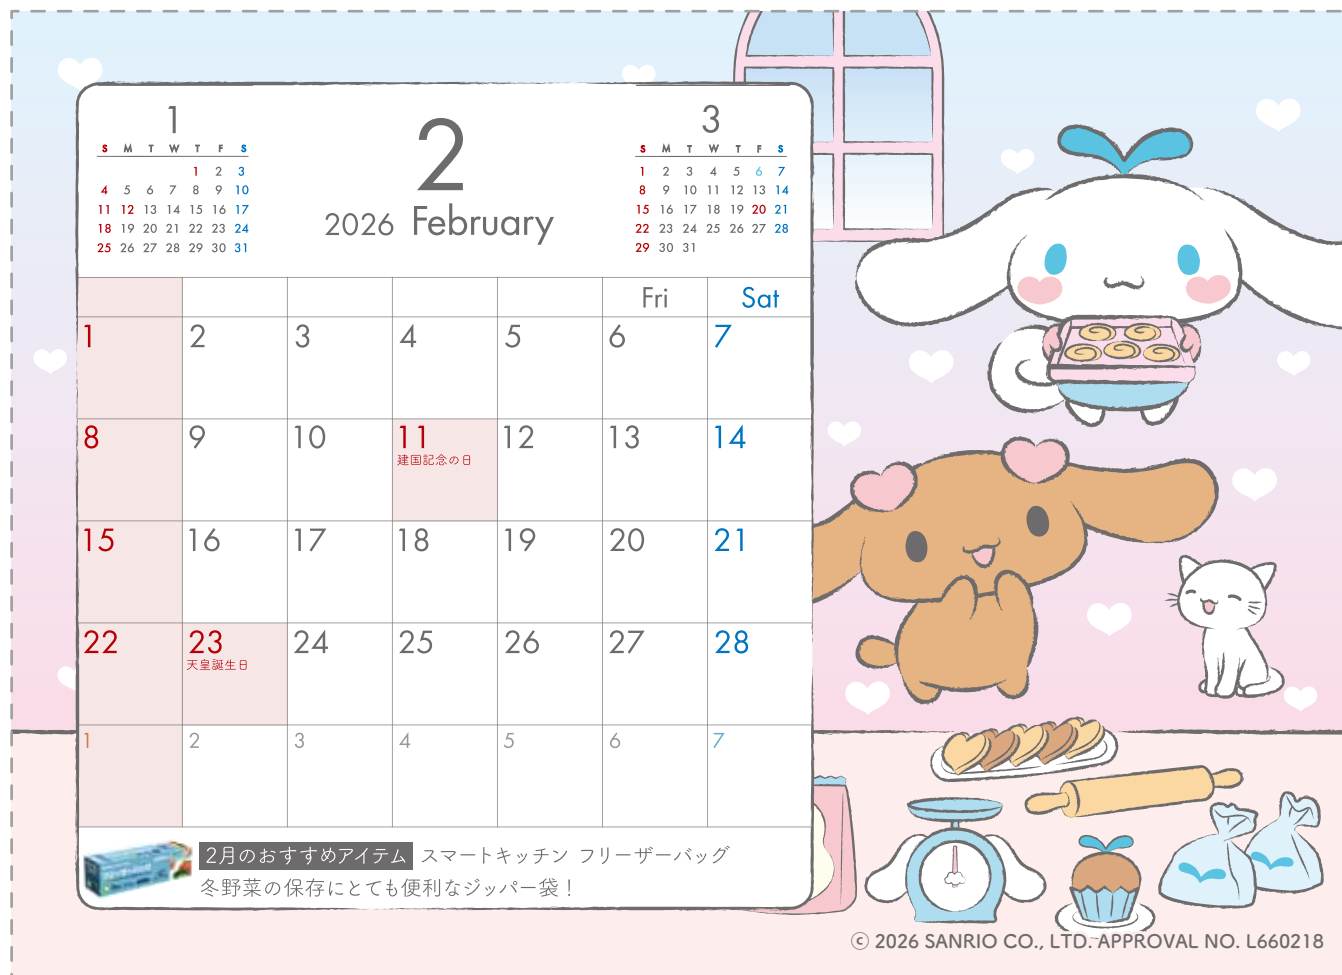 1
S M T W T F S
1 2 3
4 5 6 7 8 9 10
11 12 13 14 15 16 17
18 19 20 21 22 23 24
25 26 27 28 29 30 31
2
2026 February
3
S M T W T F S
1 2 3 4 5 6 7
8 9 10 11 12 13 14
15 16 17 18 19 20 21
22 23 24 25 26 27 28
29 30 31
Fri Sat
1 2 3 4 5 6 7
8 9 10 11 12 13 14
建国記念の日
15 16 17 18 19 20 21
22 23 24 25 26 27 28
天皇誕生日
1 2 3 4 5 6 7
2月のおすすめアイテム スマートキッチン フリーザーバッグ
冬野菜の保存にとても便利なジッパー袋！
ⓒ 2026 SANRIO CO., LTD. APPROVAL NO. L660218